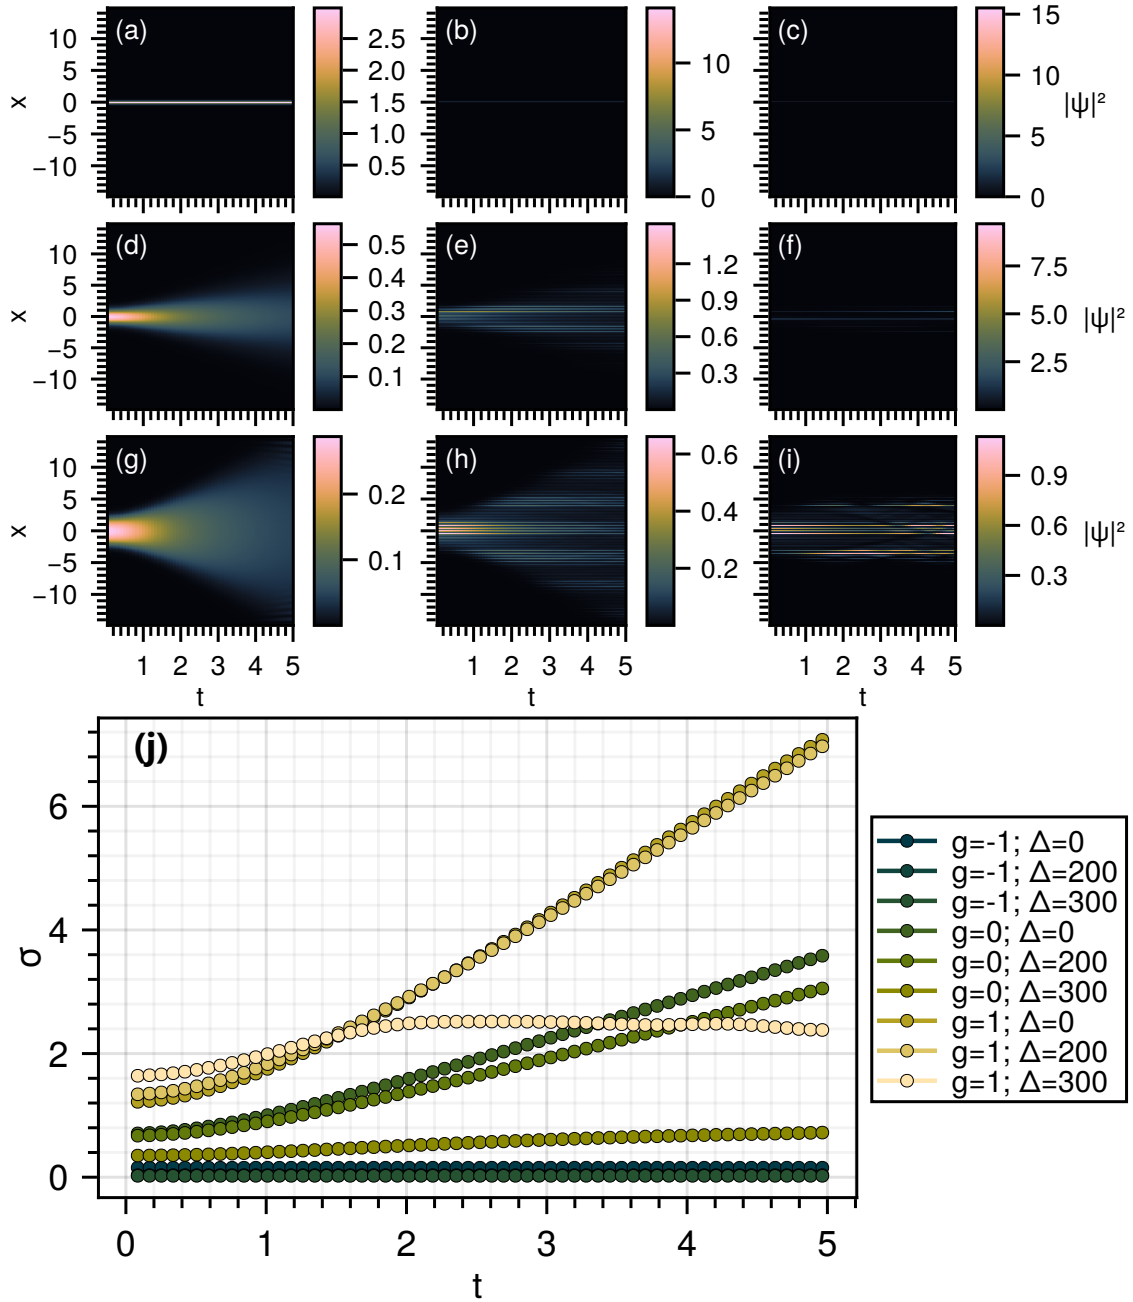 (a)
(b)
(c)
x
10
5
0
−5
−10
2.5
2.0
1.5
1.0
0.5
10
5
0
15
10
5
0
|ψ|²
(d)
(e)
(f)
x
10
5
0
−5
−10
0.5
0.4
0.3
0.2
0.1
1.2
0.9
0.6
0.3
7.5
5.0
2.5
|ψ|²
(g)
(h)
(i)
x
10
5
0
−5
−10
0.2
0.1
0.6
0.4
0.2
0.9
0.6
0.3
|ψ|²
1 2 3 4 5
1 2 3 4 5
1 2 3 4 5
t
t
t
(j)
σ
6
4
2
0
0 1 2 3 4 5
t
g=-1; Δ=0
g=-1; Δ=200
g=-1; Δ=300
g=0; Δ=0
g=0; Δ=200
g=0; Δ=300
g=1; Δ=0
g=1; Δ=200
g=1; Δ=300